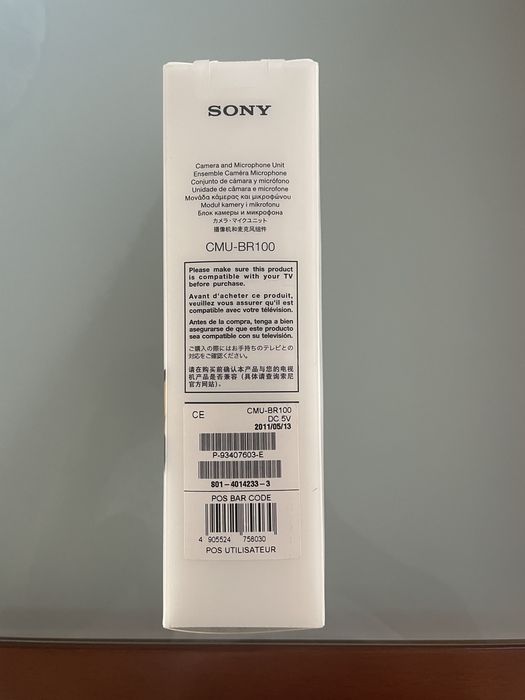 SONY
Camera and Microphone Unit
Ensemble Caméra Microphone
Conjunto de cámara y micrófono
Unidade de câmara e microfone
Μονάδα κάμερας και μικροφώνου
Moduł kamery i mikrofonu
Блок камеры и микрофона
カメラ・マイクユニット
摄像机和麦克风组件
CMU-BR100
Please make sure this product
is compatible with your TV
before purchase.
Avant d'acheter ce produit,
veuillez vous assurer qu'il est
compatible avec votre télévision.
Antes de la compra, tenga a bien
asegurarse de que este producto
sea compatible con su televisión.
ご購入の際にはお手持ちのテレビとの
対応をご確認ください。
请在购买前确认本产品与您的电视
机产品是否兼容（具体请查询索尼
官方网站）。
CE
CMU-BR100
DC 5V
2011/05/13
P-93407603-E
S01-4014233-3
POS BAR CODE
4 905524 758030
POS UTILISATEUR